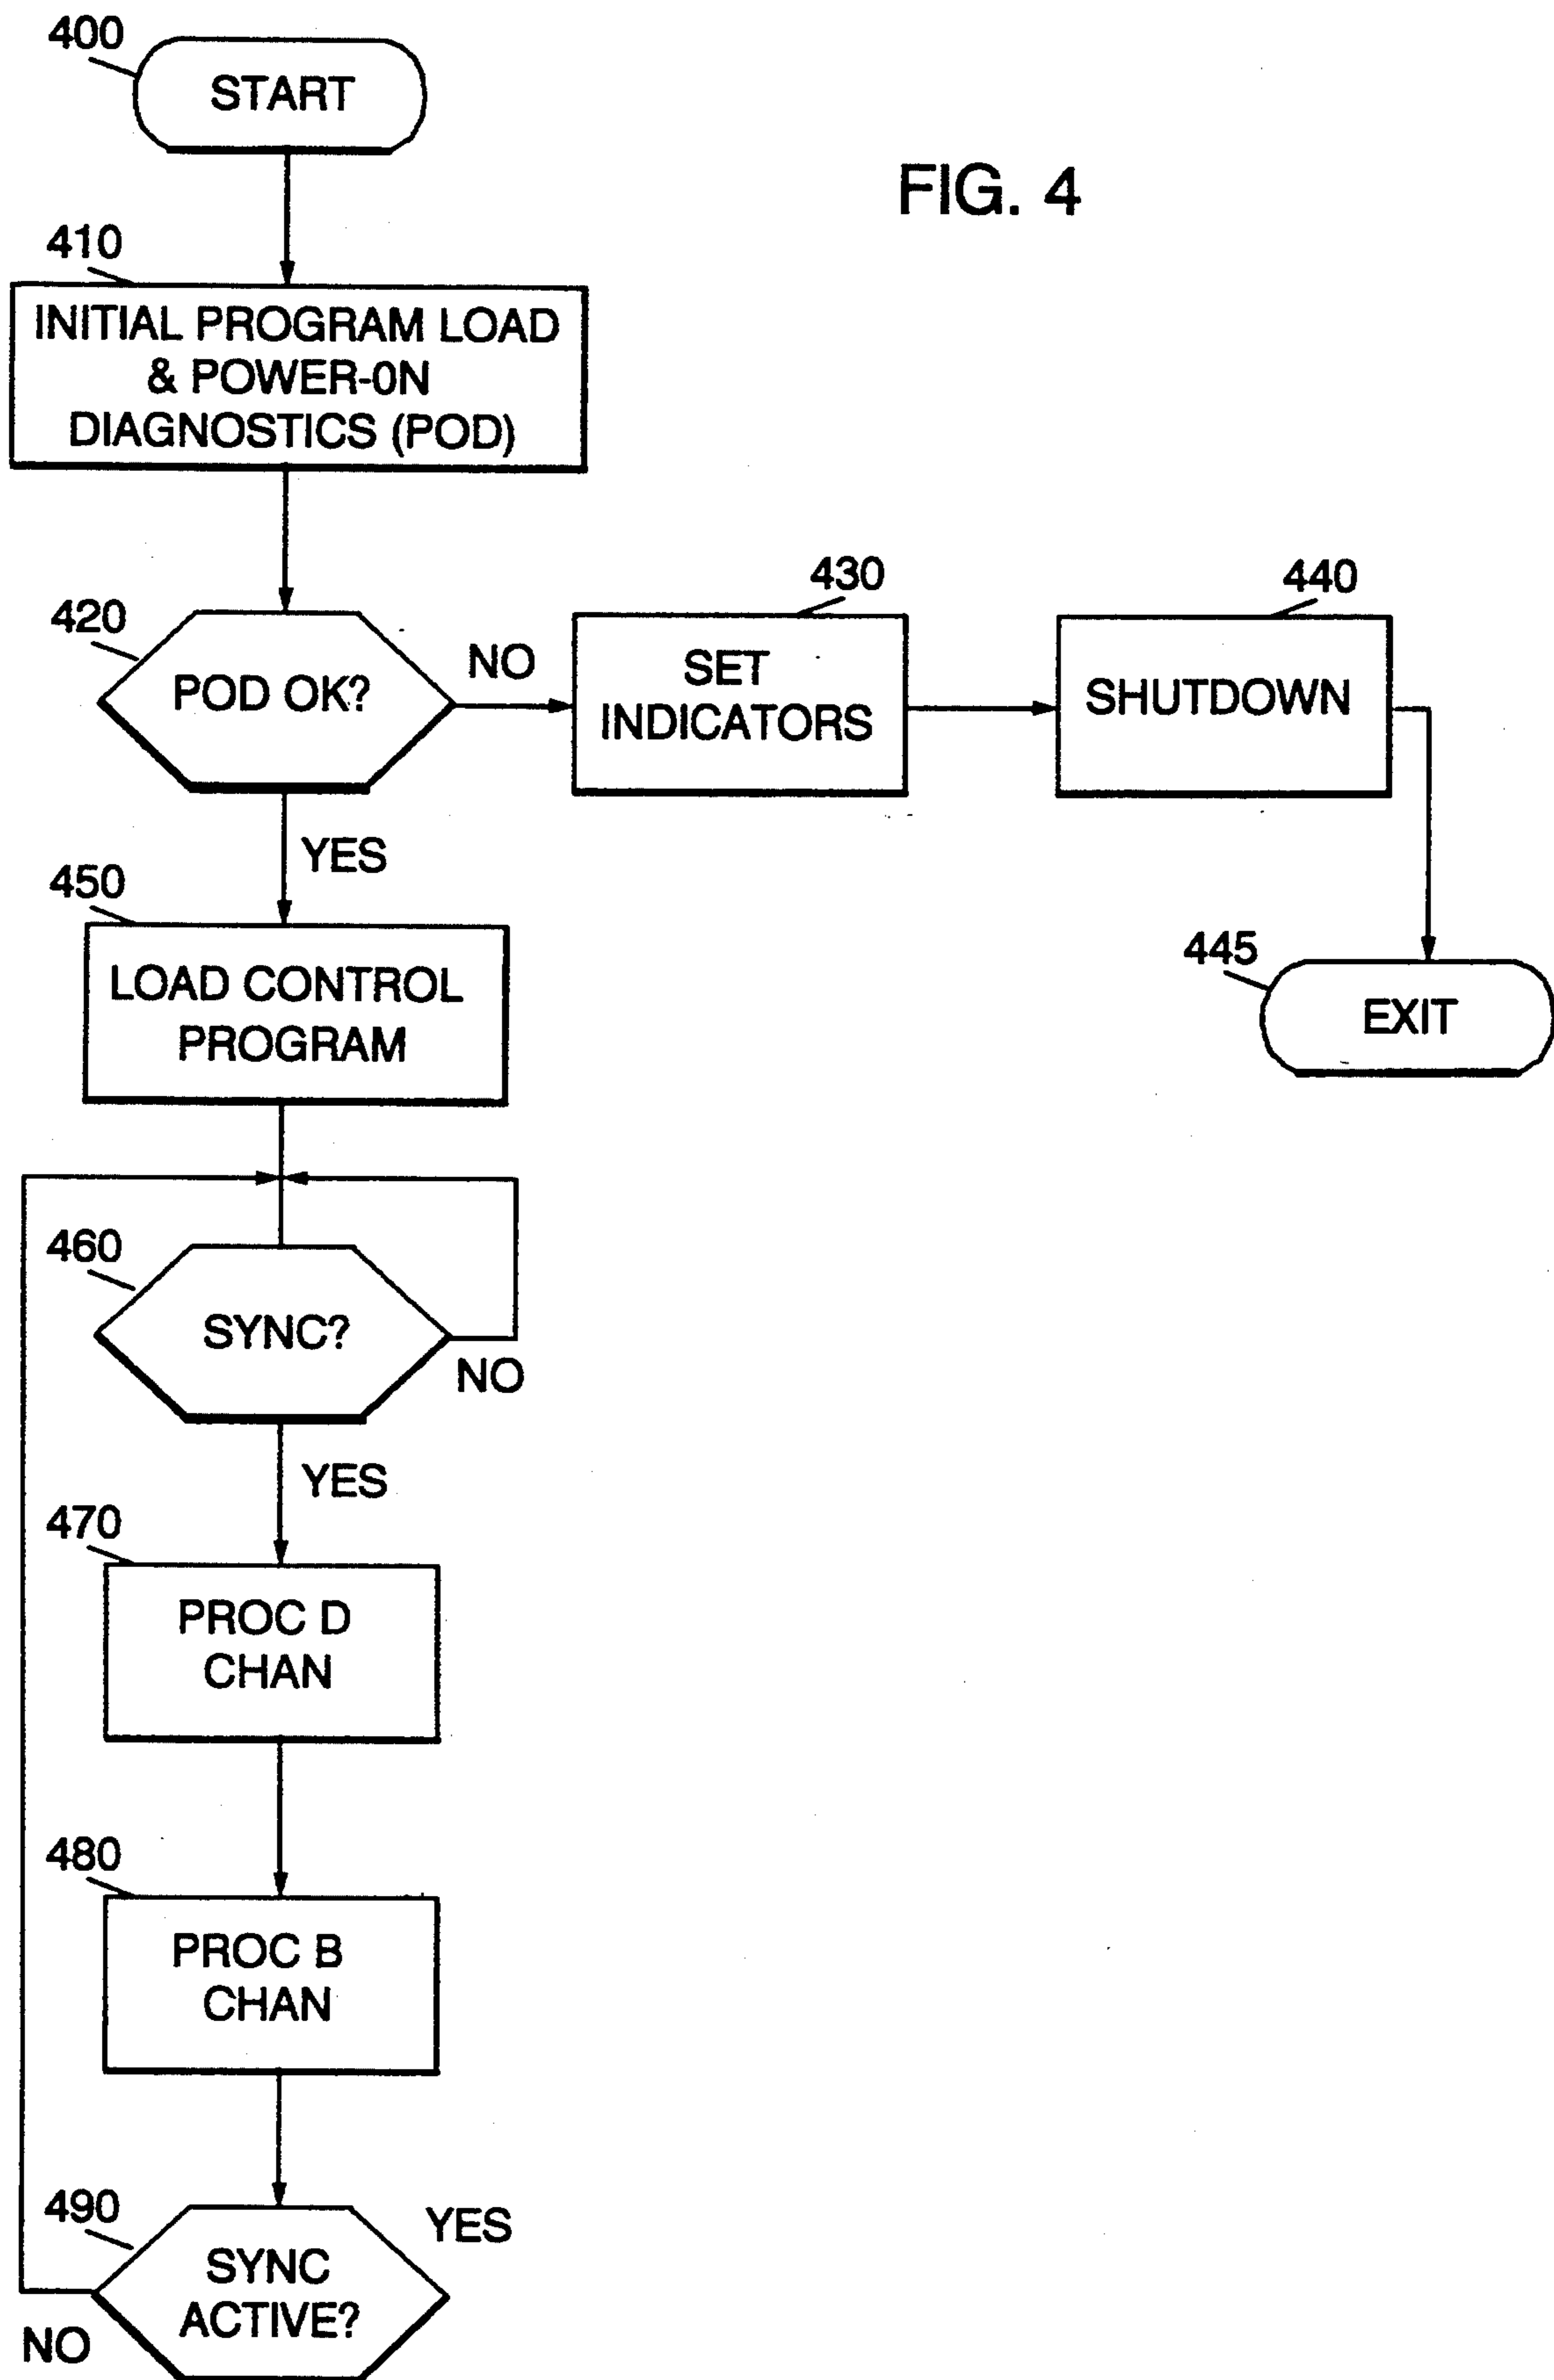 400
START
FIG. 4
410
INITIAL PROGRAM LOAD
& POWER-0N
DIAGNOSTICS (POD)
420
POD OK?
NO
430
SET
INDICATORS
440
SHUTDOWN
YES
450
LOAD CONTROL
PROGRAM
445
EXIT
460
SYNC?
NO
YES
470
PROC D
CHAN
480
PROC B
CHAN
490
YES
SYNC
ACTIVE?
NO